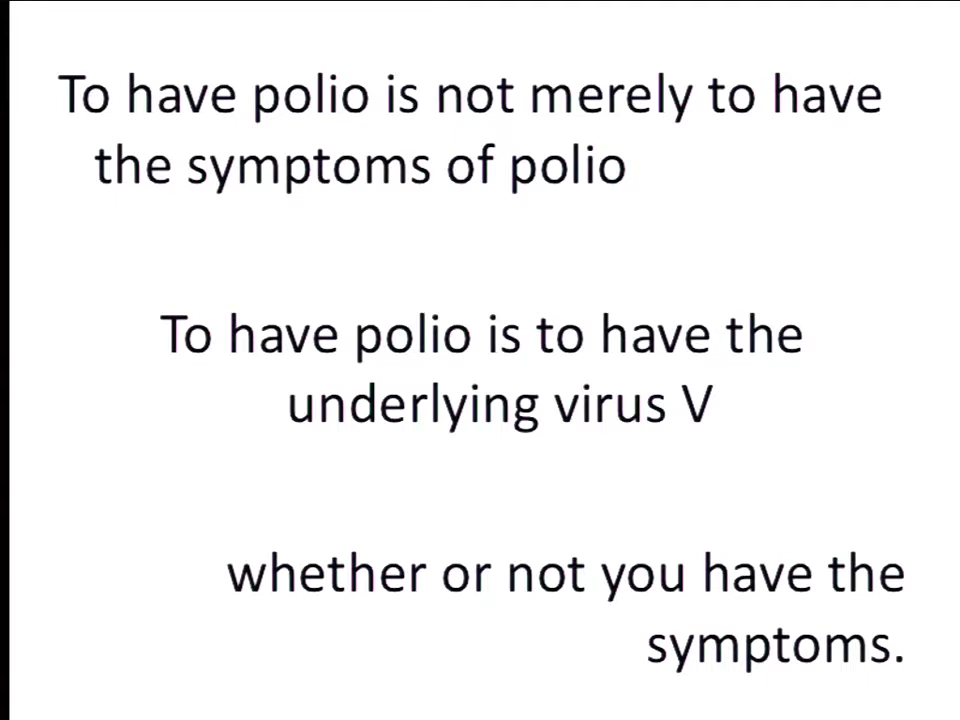 To have polio is not merely to have
the symptoms of polio
To have polio is to have the
underlying virus V
whether or not you have the
symptoms.